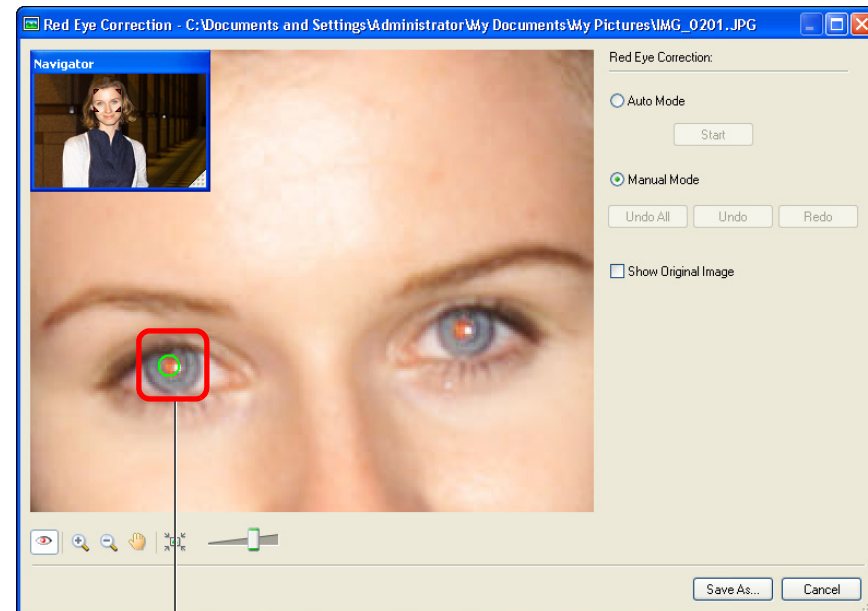 Red Eye Correction - C:\Documents and Settings\Administrator\My Documents\My Pictures\IMG_0201.JPG
Navigator
Red Eye Correction:
Auto Mode
Start
Manual Mode
Undo All Undo Redo
Show Original Image
Save As... Cancel